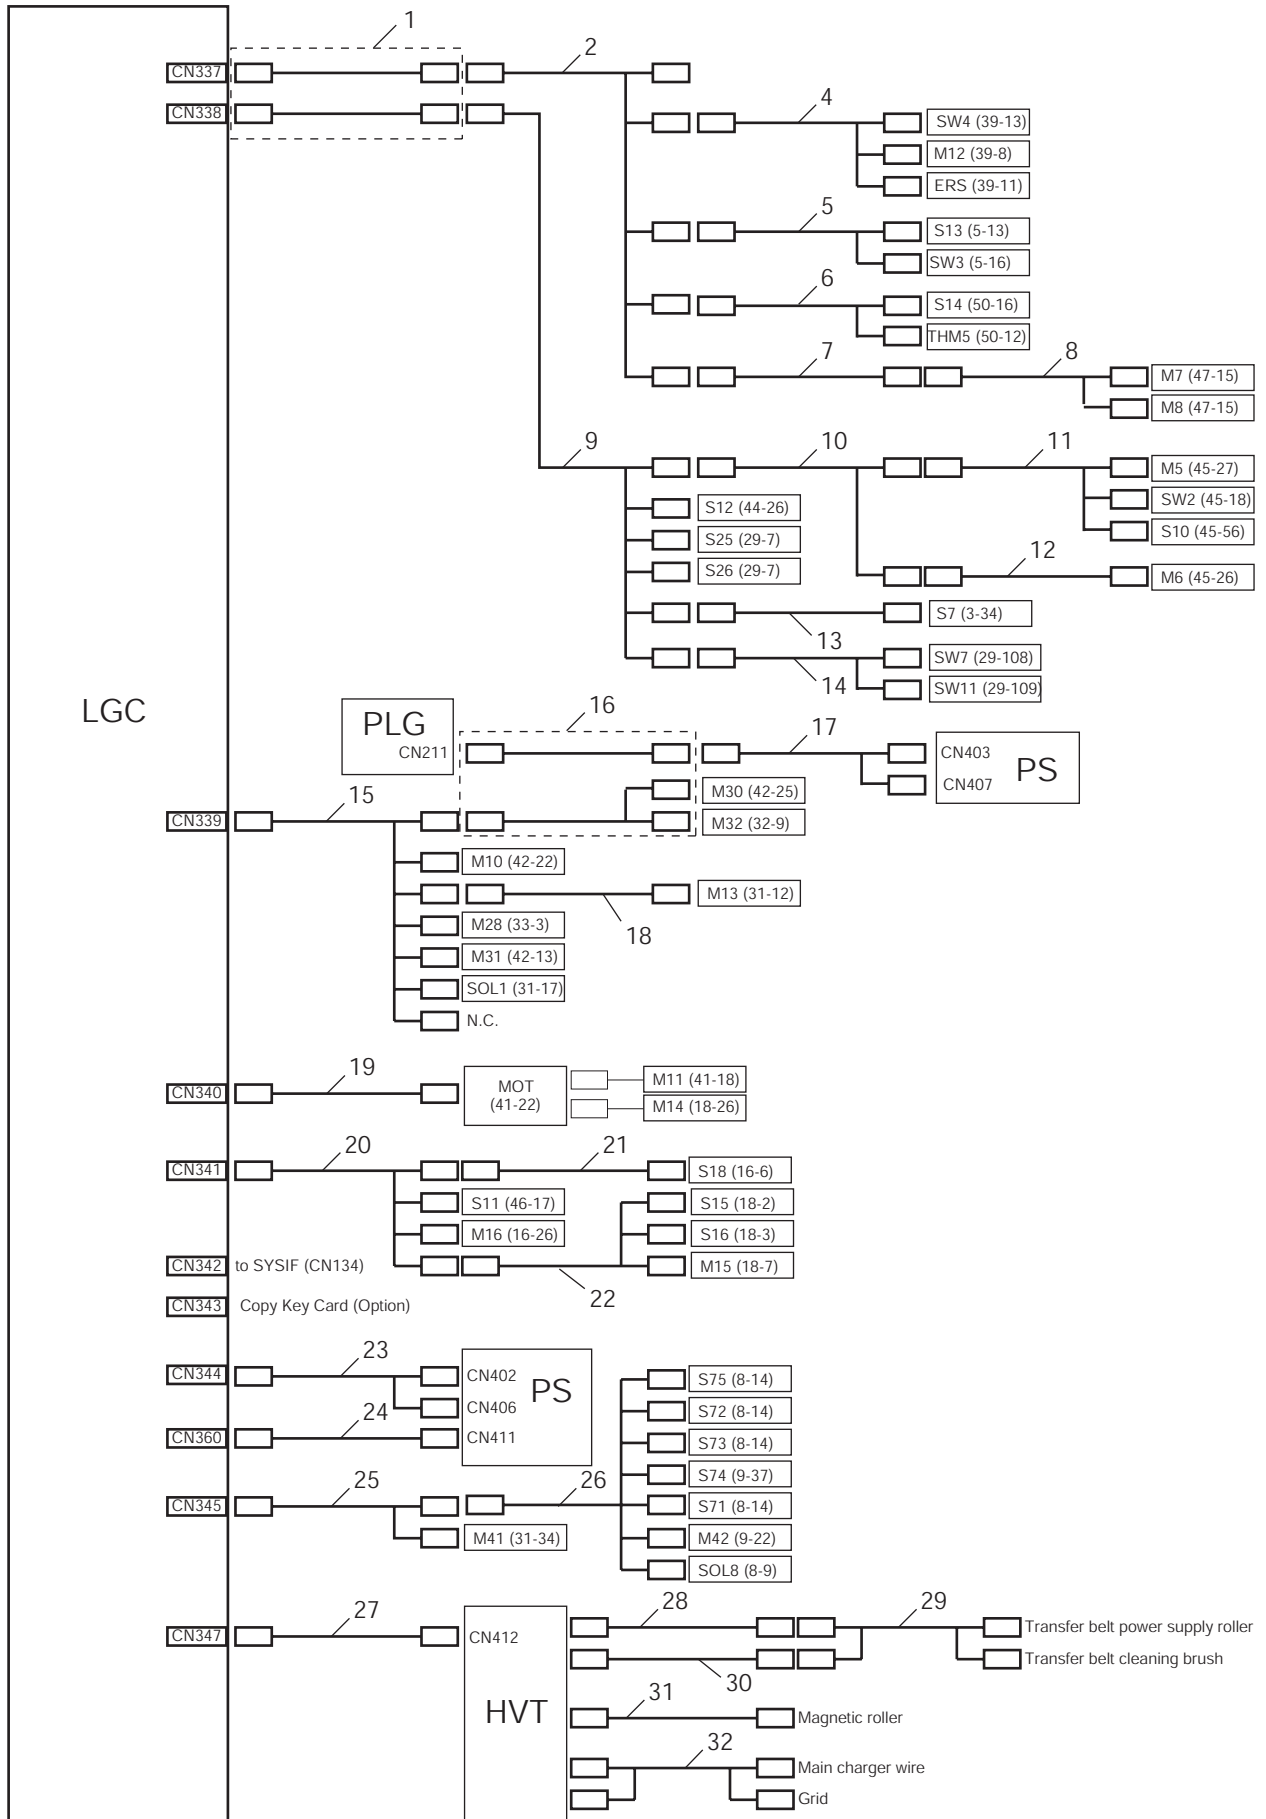 1
2
CN337
4
CN338
SW4 (39-13)
M12 (39-8)
ERS (39-11)
5
S13 (5-13)
SW3 (5-16)
6
S14 (50-16)
THM5 (50-12)
7
8
M7 (47-15)
M8 (47-15)
9
10
11
M5 (45-27)
S12 (44-26)
SW2 (45-18)
S25 (29-7)
S10 (45-56)
S26 (29-7)
12
M6 (45-26)
S7 (3-34)
13
SW7 (29-108)
14
SW11 (29-109)
LGC
16
PLG
CN211
17
CN403
PS
CN407
15
M30 (42-25)
CN339
M32 (32-9)
M10 (42-22)
M13 (31-12)
M28 (33-3)
18
M31 (42-13)
SOL1 (31-17)
N.C.
19
M11 (41-18)
CN340
MOT
(41-22)
M14 (18-26)
20
21
CN341
S18 (16-6)
S11 (46-17)
S15 (18-2)
M16 (16-26)
S16 (18-3)
CN342
to SYSIF (CN134)
M15 (18-7)
22
CN343
Copy Key Card (Option)
23
CN344
CN402
PS
S75 (8-14)
CN406
S72 (8-14)
24
CN360
CN411
S73 (8-14)
S74 (9-37)
25
26
CN345
S71 (8-14)
M41 (31-34)
M42 (9-22)
SOL8 (8-9)
27
28
29
CN347
CN412
Transfer belt power supply roller
Transfer belt cleaning brush
30
31
HVT
Magnetic roller
32
Main charger wire
Grid